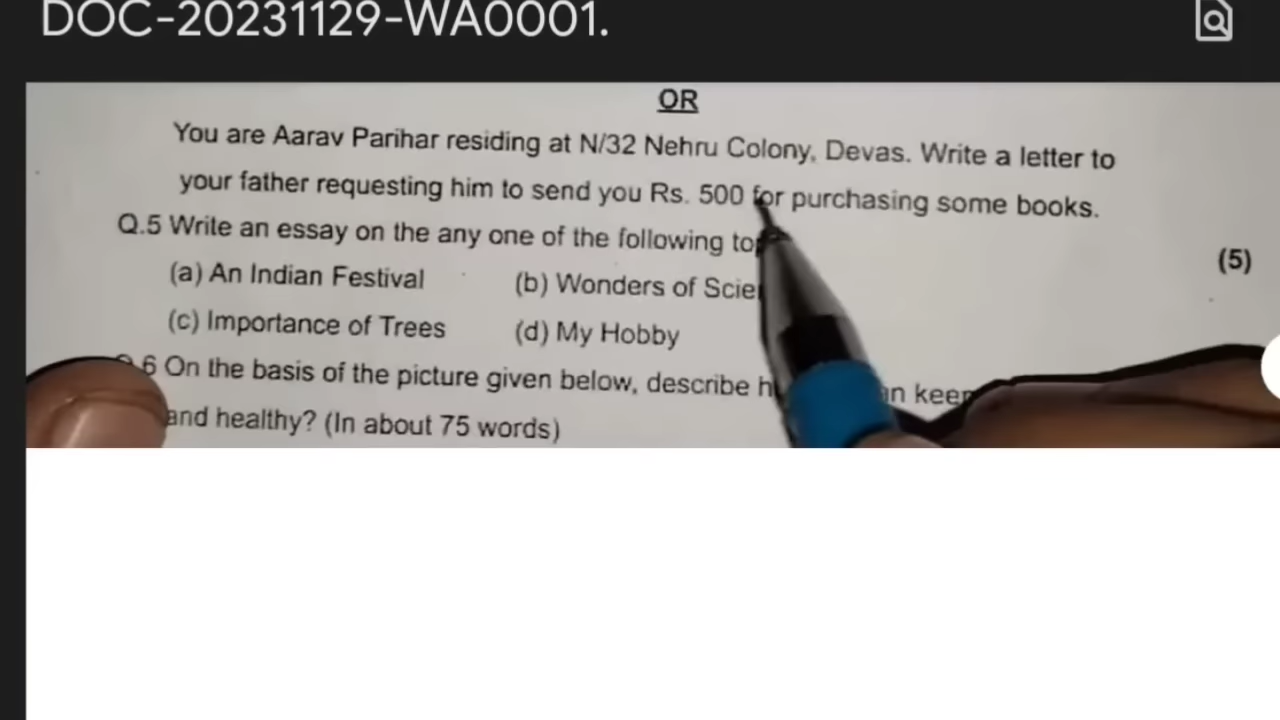 DOC-20231129-WA0001.
OR
You are Aarav Parihar residing at N/32 Nehru Colony, Devas. Write a letter to
your father requesting him to send you Rs. 500 for purchasing some books.
Q.5 Write an essay on the any one of the following
(5)
(a) An Indian Festival (b) Wonders of
(c) Importance of Trees (d) My Hobby
6 On the basis of the picture given below, describe
and healthy? (In about 75 words)